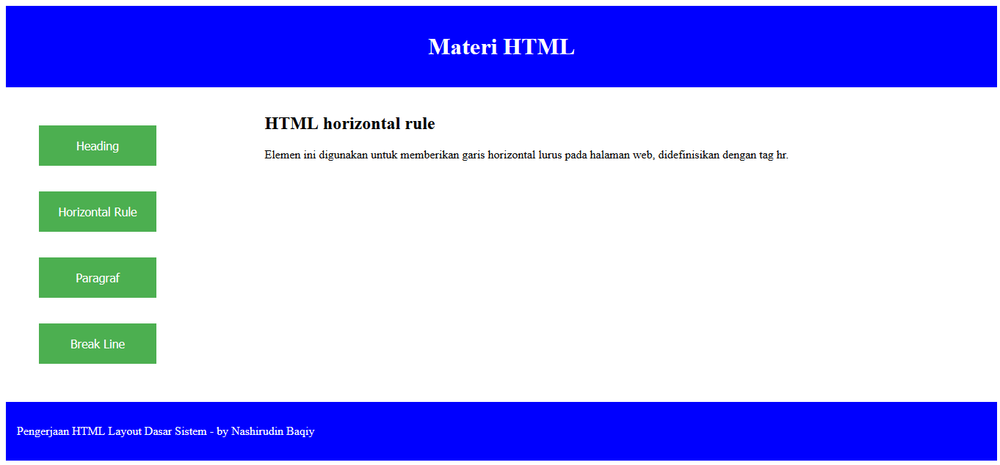 Materi HTML
Heading
Horizontal Rule
Paragraf
Break Line
HTML horizontal rule
Elemen ini digunakan untuk memberikan garis horizontal lurus pada halaman web, didefinisikan dengan tag hr.
Pengerjaan HTML Layout Dasar Sistem - by Nashirudin Baqiy